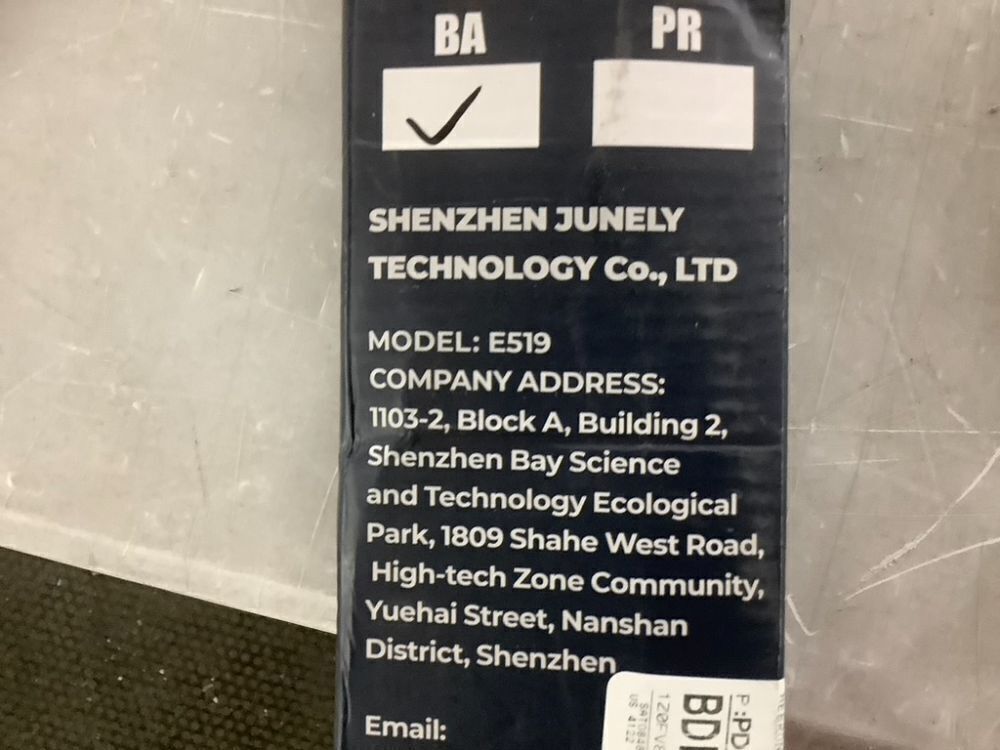 BA PR
SHENZHEN JUNELY
TECHNOLOGY Co., LTD
MODEL: E519
COMPANY ADDRESS:
1103-2, Block A, Building 2,
Shenzhen Bay Science
and Technology Ecological
Park, 1809 Shahe West Road,
High-tech Zone Community,
Yuehai Street, Nanshan
District, Shenzhen
Email:
P:PD